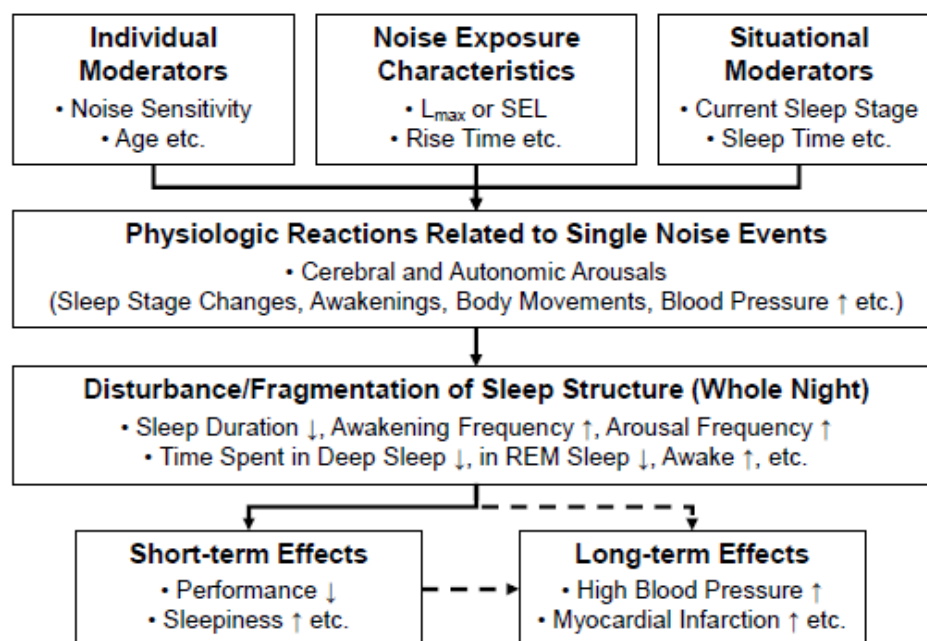 Individual
Moderators
• Noise Sensitivity
• Age etc.
Noise Exposure
Characteristics
• Lmax or SEL
• Rise Time etc.
Situational
Moderators
• Current Sleep Stage
• Sleep Time etc.
Physiologic Reactions Related to Single Noise Events
• Cerebral and Autonomic Arousals
(Sleep Stage Changes, Awakenings, Body Movements, Blood Pressure ↑ etc.)
Disturbance/Fragmentation of Sleep Structure (Whole Night)
• Sleep Duration ↓, Awakening Frequency ↑, Arousal Frequency ↑
• Time Spent in Deep Sleep ↓, in REM Sleep ↓, Awake ↑, etc.
Short-term Effects
• Performance ↓
• Sleepiness ↑ etc.
Long-term Effects
• High Blood Pressure ↑
• Myocardial Infarction ↑ etc.